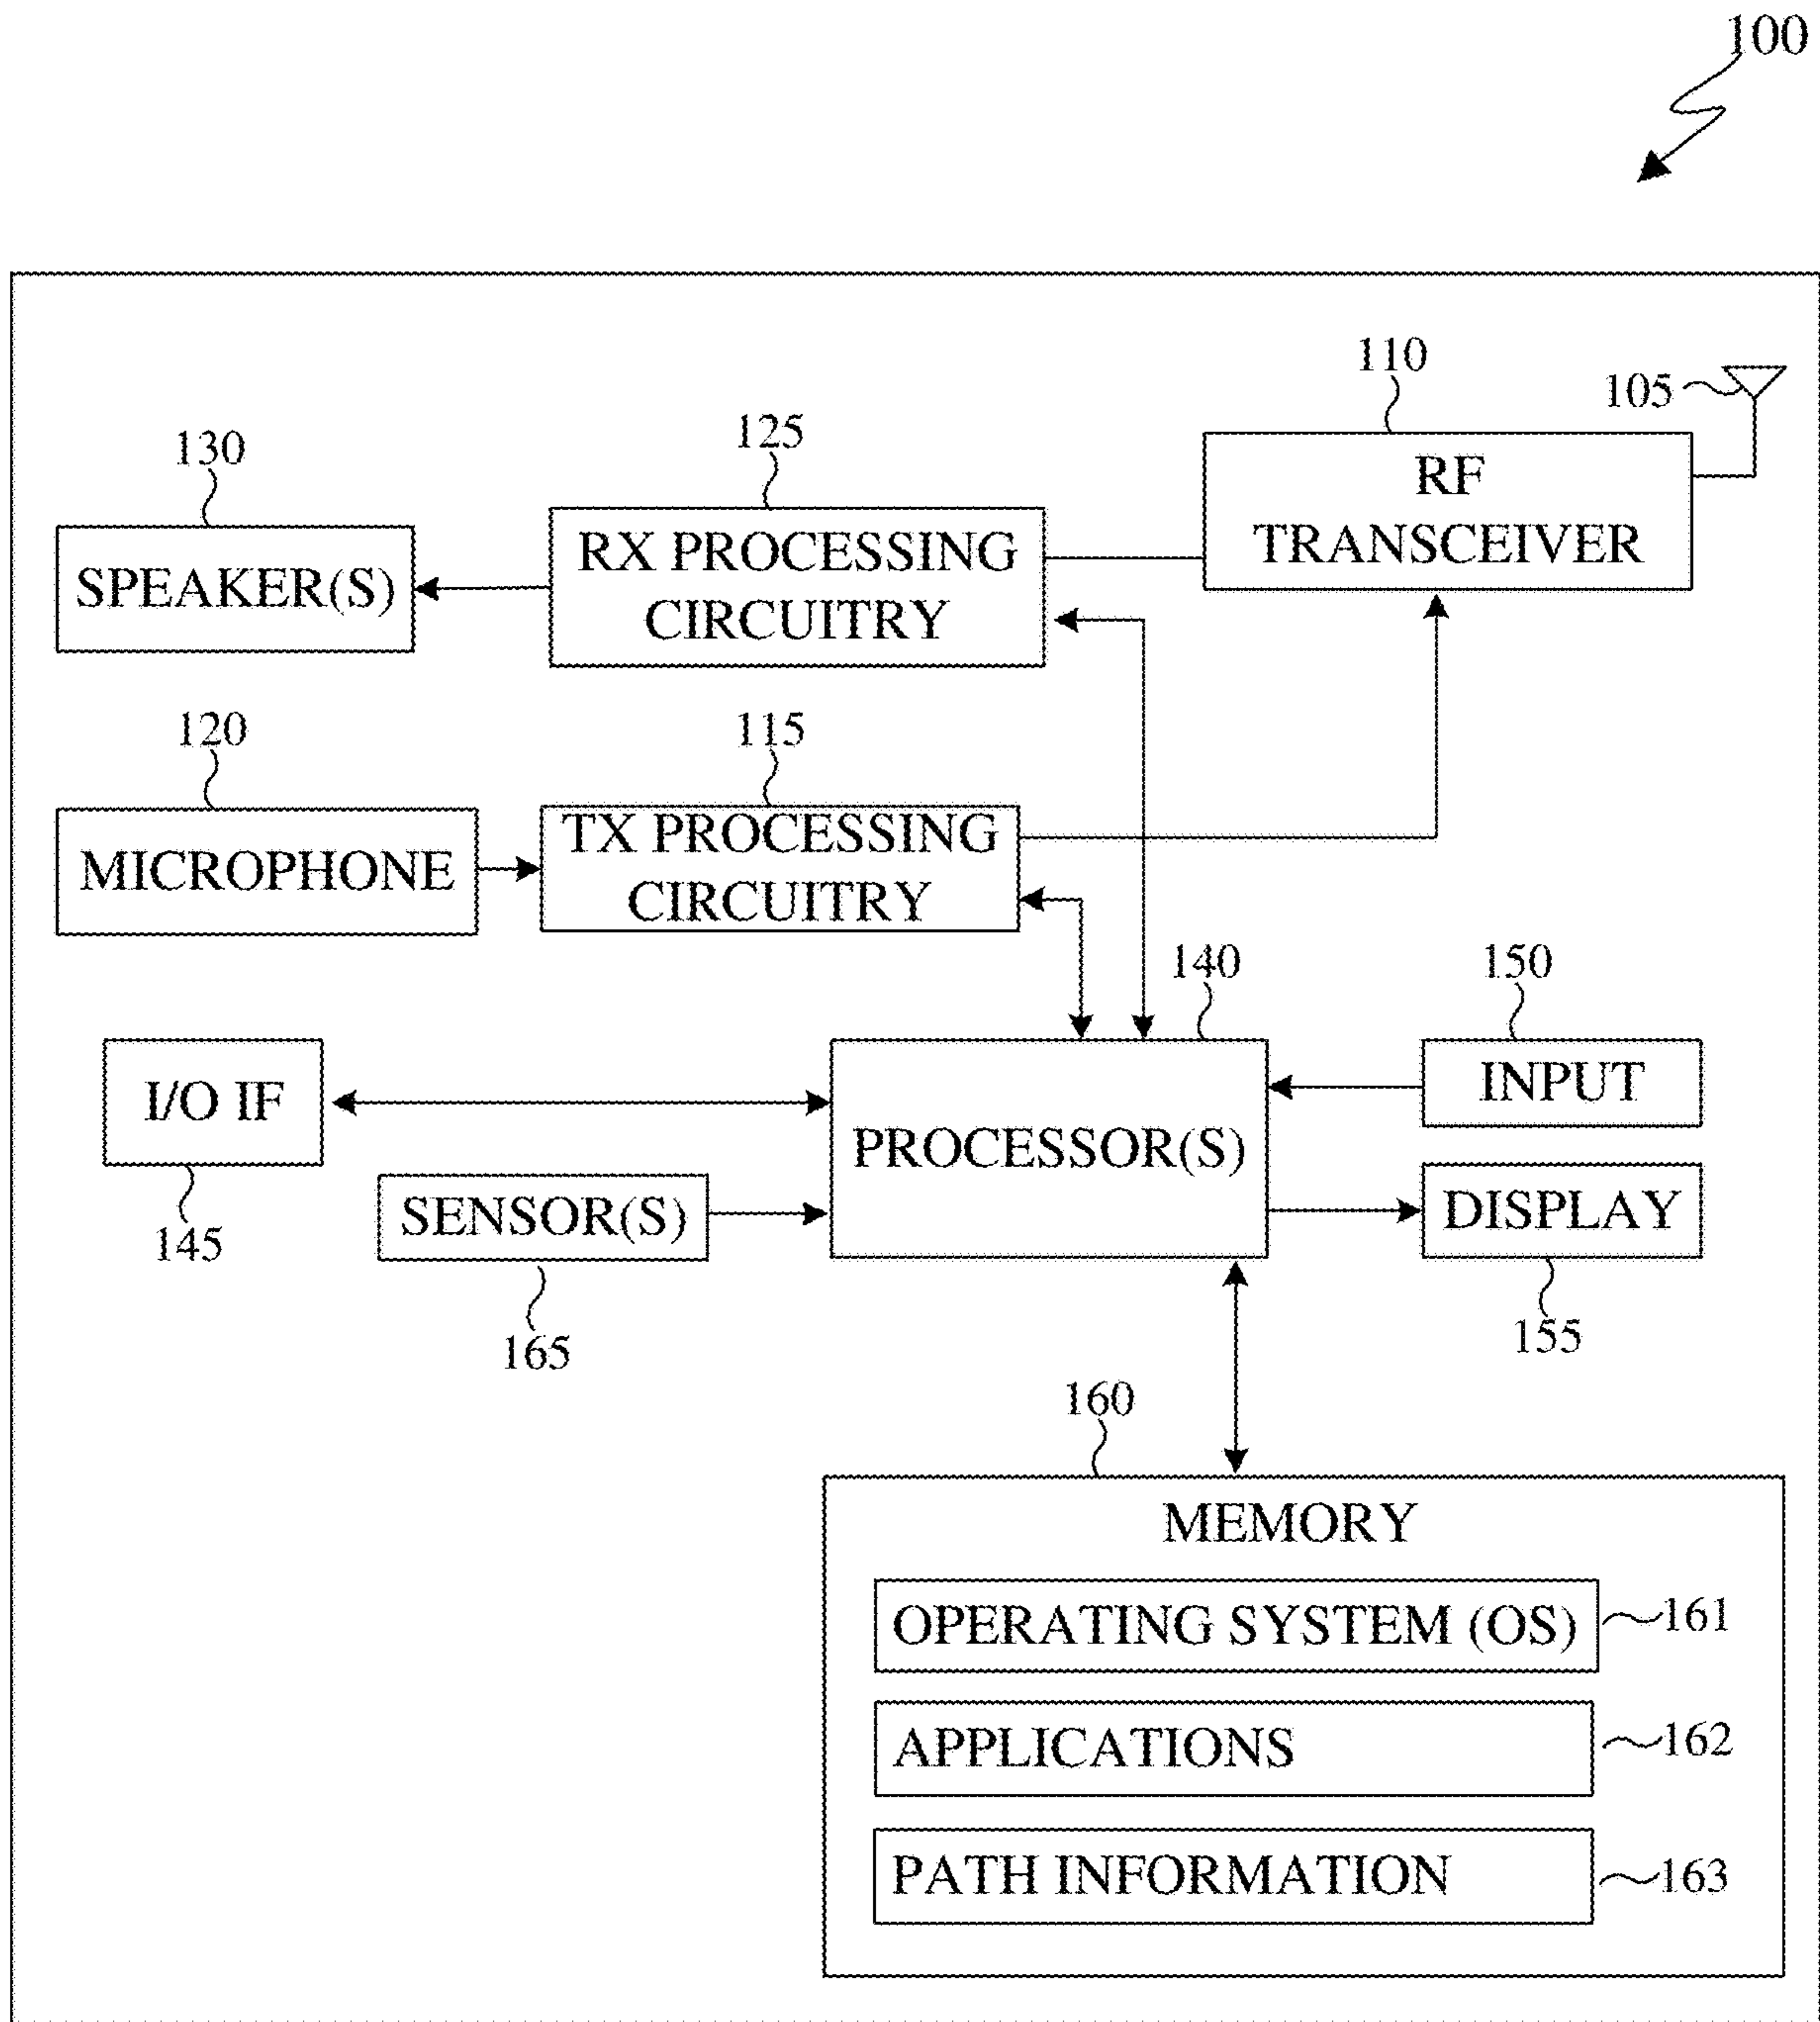 100
110
105
125
130
RF
TRANSCEIVER
RX PROCESSING
CIRCUITRY
SPEAKER(S)
120
115
MICROPHONE
TX PROCESSING
CIRCUITRY
140
150
I/O IF
INPUT
PROCESSOR(S)
SENSOR(S)
DISPLAY
145
165
155
160
MEMORY
OPERATING SYSTEM (OS)
161
APPLICATIONS
162
PATH INFORMATION
163